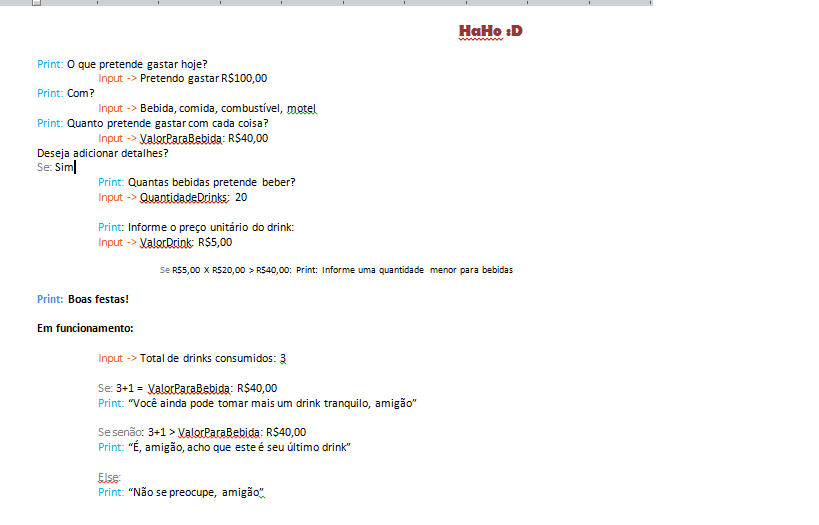 HaHo :D
Print: O que pretende gastar hoje?
Input -> Pretendo gastar R$100,00
Print: Com?
Input -> Bebida, comida, combustível, motel
Print: Quanto pretende gastar com cada coisa?
Input -> ValorParaBebida: R$40,00
Deseja adicionar detalhes?
Se: Sim
Print: Quantas bebidas pretende beber?
Input -> QuantidadeDrinks: 20
Print: Informe o preço unitário do drink:
Input -> ValorDrink: R$5,00
Se R$5,00 X R$20,00 > R$40,00: Print: Informe uma quantidade menor para bebidas
Print: Boas festas!
Em funcionamento:
Input -> Total de drinks consumidos: 3
Se: 3+1 = ValorParaBebida: R$40,00
Print: “Você ainda pode tomar mais um drink tranquilo, amigão”
Se senão: 3+1 > ValorParaBebida: R$40,00
Print: “É, amigão, acho que este é seu último drink”
Else:
Print: “Não se preocupe, amigão”.